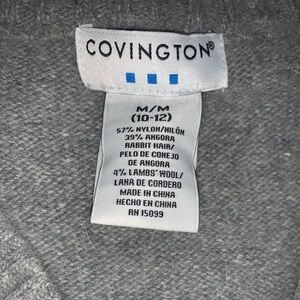 COVINGTON®
M/M
(10-12)
57% NYLON/NILÓN
39% ANGORA
RABBIT HAIR/
PELO DE CONEJO
DE ANGORA
4% LAMBS' WOOL/
LANA DE CORDERO
MADE IN CHINA
HECHO EN CHINA
RN 15099